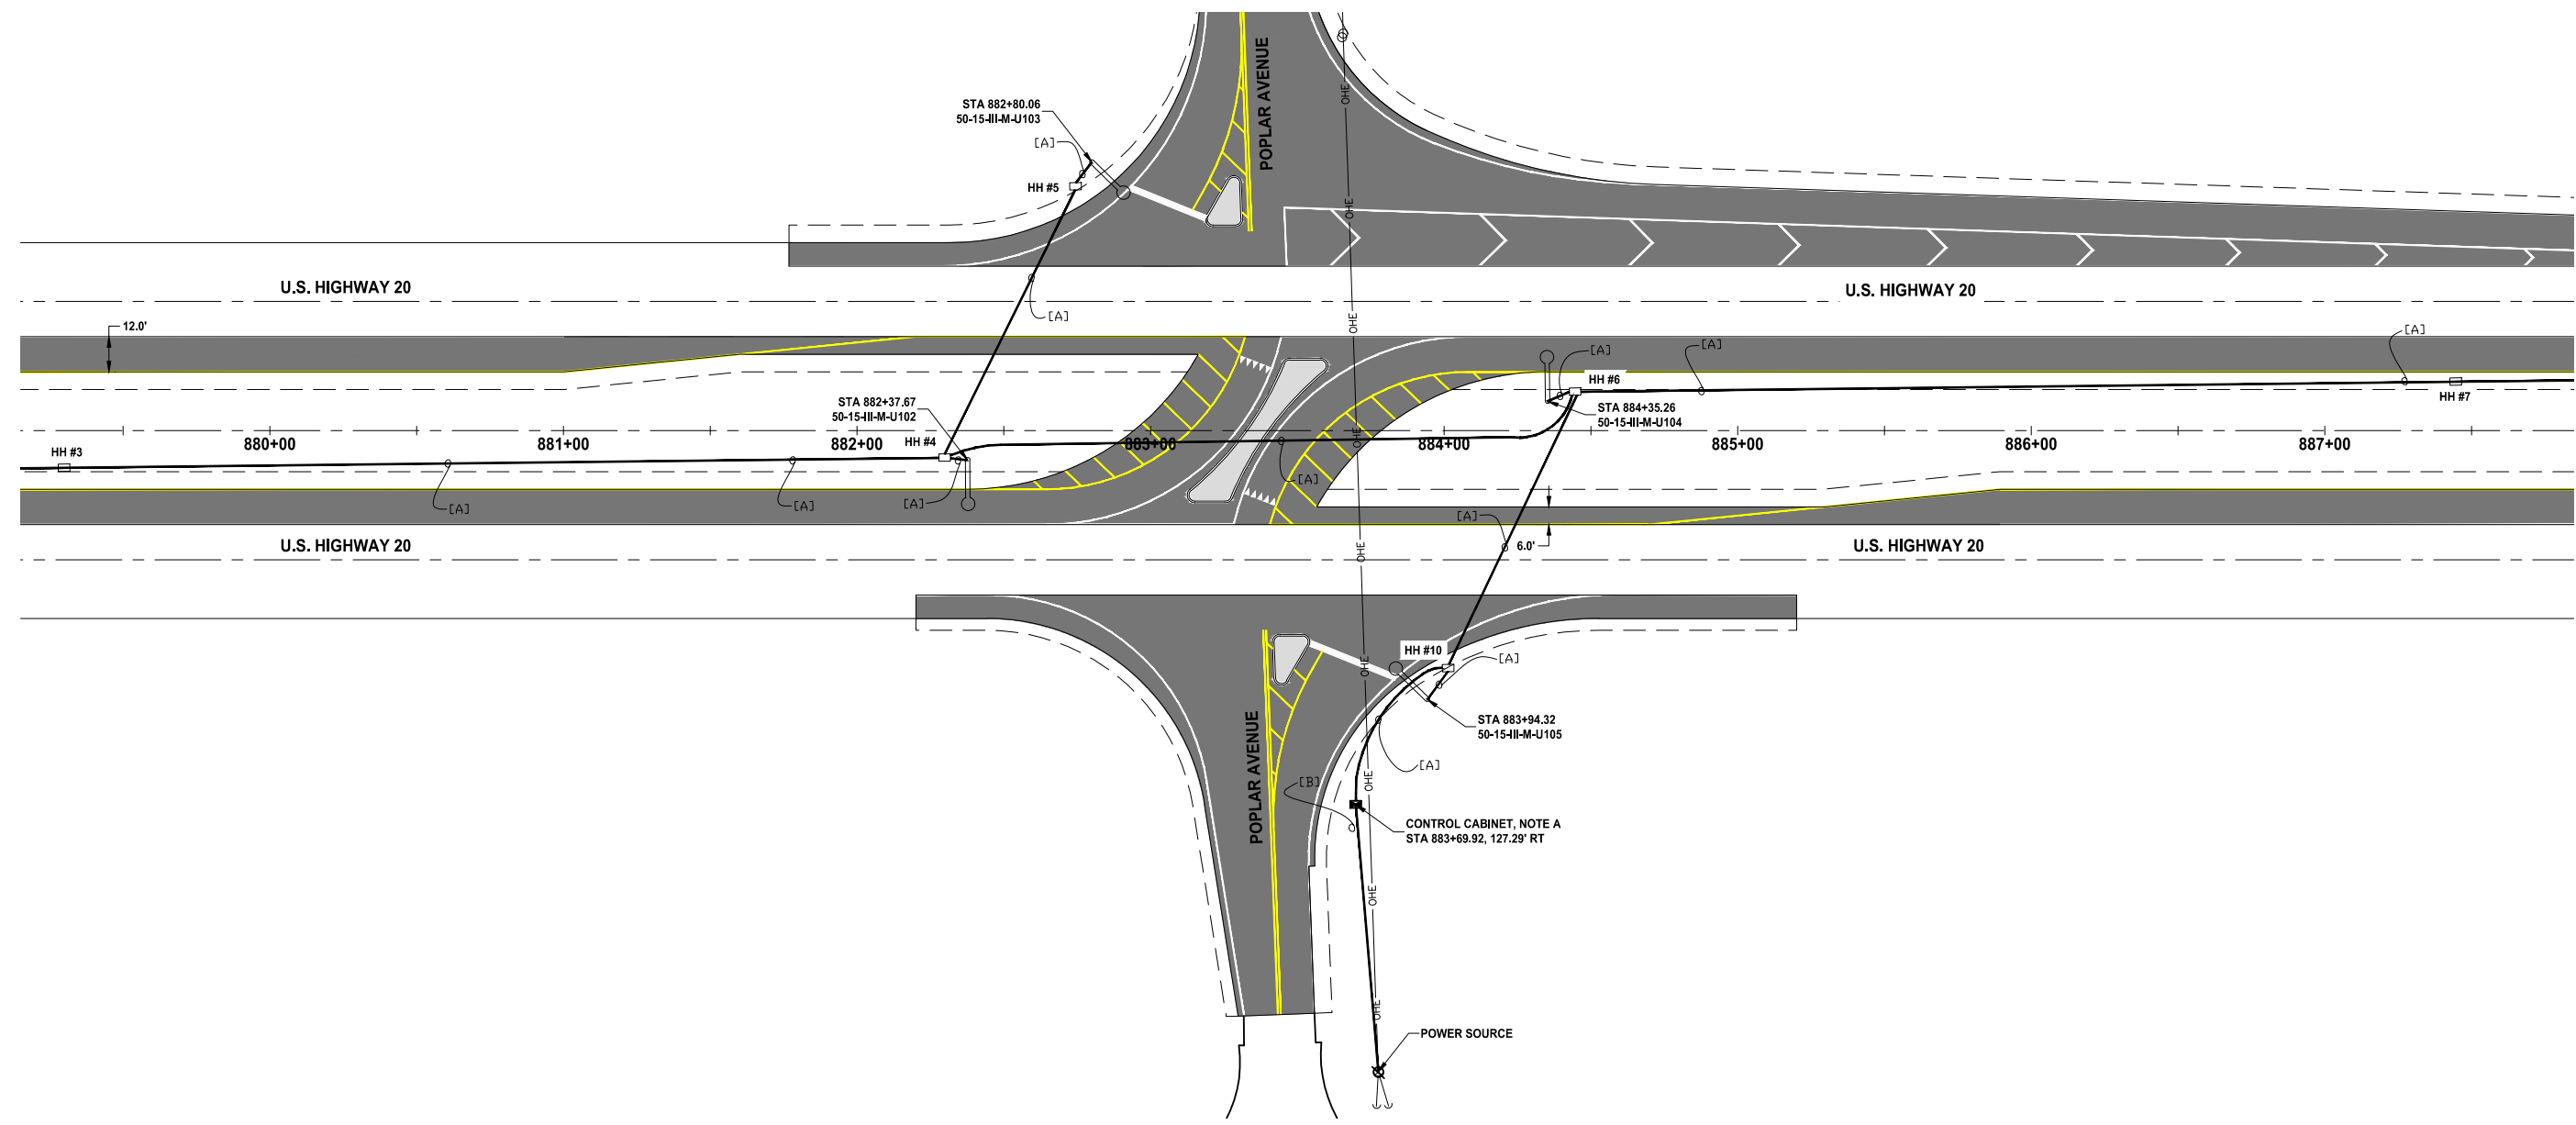 POPLAR AVENUE
OHE
STA 882+80.06
50-15-III-M-U103
[A]
HH #5
OHE
U.S. HIGHWAY 20
U.S. HIGHWAY 20
[A]
OHE
12.0'
[A]
[A]
[A]
HH #6
HH #7
STA 882+37.67
50-15-III-M-U102
STA 884+35.26
50-15-III-M-U104
HH #4
OHE
880+00
881+00
882+00
883+00
884+00
885+00
886+00
887+00
HH #3
[A]
[A]
[A]
[A]
[A]
6.0'
U.S. HIGHWAY 20
U.S. HIGHWAY 20
OHE
HH #10
[A]
OHE
STA 883+94.32
50-15-III-M-U105
POPLAR AVENUE
[A]
[B]
OHE
CONTROL CABINET, NOTE A
STA 883+69.92, 127.29' RT
OHE
OHE
POWER SOURCE